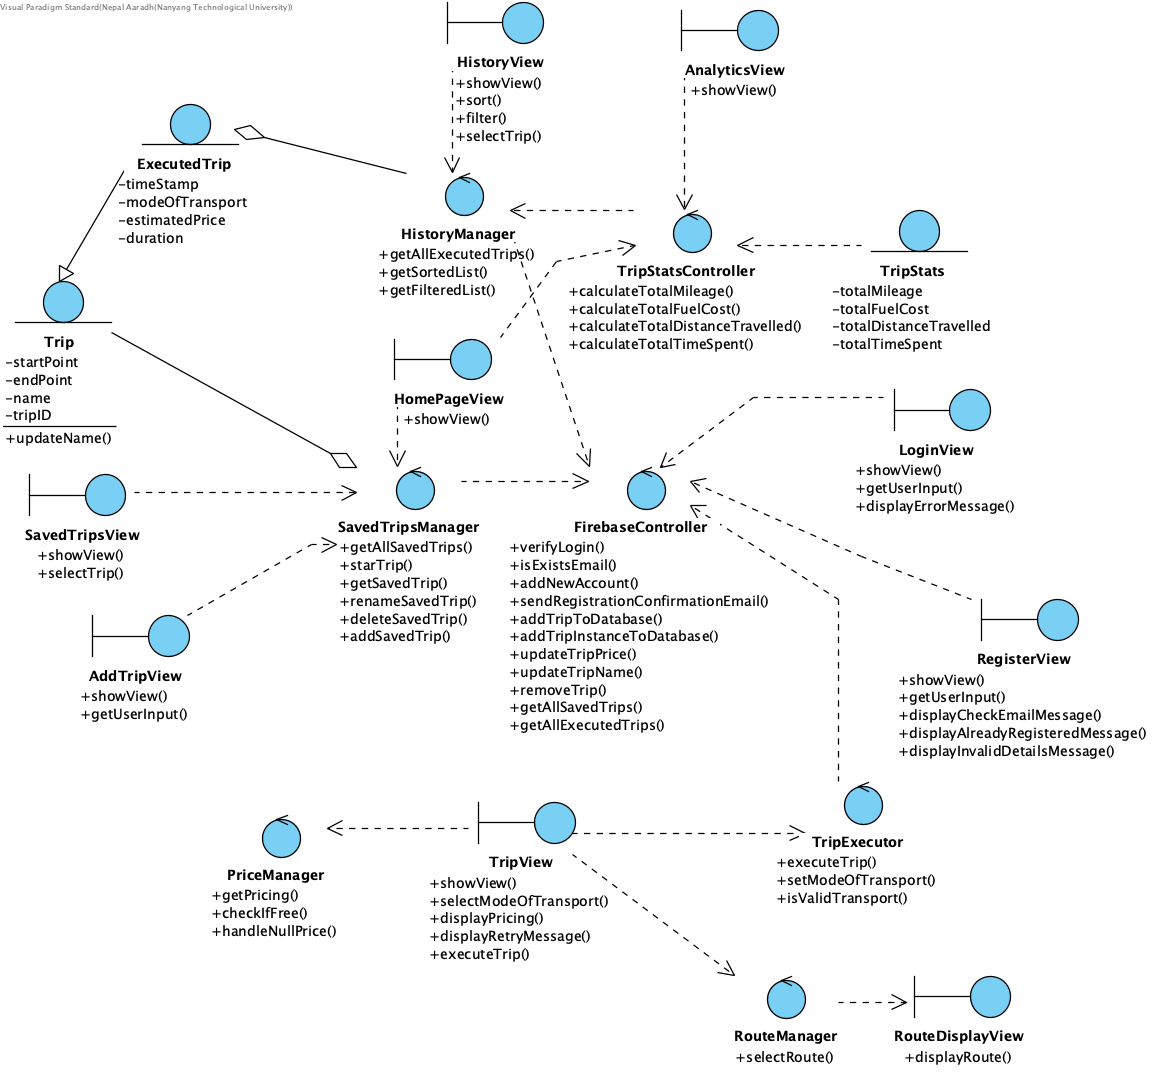 Visual Paradigm Standard(Nepal Aaradh(Nanyang Technological University))
HistoryView
+showView()
+sort()
+filter()
+selectTrip()
AnalyticsView
+showView()
ExecutedTrip
-timeStamp
-modeOfTransport
-estimatedPrice
-duration
HistoryManager
+getAllExecutedTrips()
+getSortedList()
+getFilteredList()
TripStatsController
+calculateTotalMileage()
+calculateTotalFuelCost()
+calculateTotalDistanceTravelled()
+calculateTotalTimeSpent()
TripStats
-totalMileage
-totalFuelCost
-totalDistanceTravelled
-totalTimeSpent
Trip
-startPoint
-endPoint
-name
-tripID
+updateName()
HomePageView
+showView()
LoginView
+showView()
+getUserInput()
+displayErrorMessage()
SavedTripsView
+showView()
+selectTrip()
SavedTripsManager
+getAllSavedTrips()
+starTrip()
+getSavedTrip()
+renameSavedTrip()
+deleteSavedTrip()
+addSavedTrip()
FirebaseController
+verifyLogin()
+isExistsEmail()
+addNewAccount()
+sendRegistrationConfirmationEmail()
+addTripToDatabase()
+addTripInstanceToDatabase()
+updateTripPrice()
+updateTripName()
+removeTrip()
+getAllSavedTrips()
+getAllExecutedTrips()
AddTripView
+showView()
+getUserInput()
RegisterView
+showView()
+getUserInput()
+displayCheckEmailMessage()
+displayAlreadyRegisteredMessage()
+displayInvalidDetailsMessage()
PriceManager
+getPricing()
+checkIfFree()
+handleNullPrice()
TripView
+showView()
+selectModeOfTransport()
+displayPricing()
+displayRetryMessage()
+executeTrip()
TripExecutor
+executeTrip()
+setModeOfTransport()
+isValidTransport()
RouteManager
+selectRoute()
RouteDisplayView
+displayRoute()